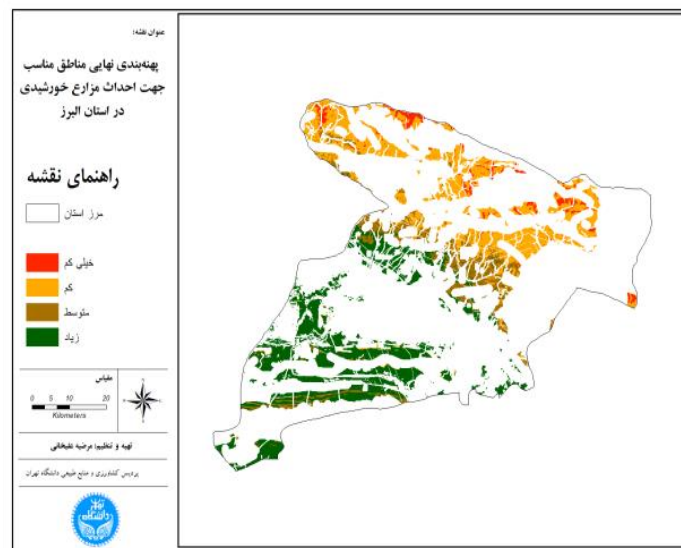 عنوان نقشه:
پهنه‌بندی نهایی مناطق مناسب
جهت احداث مزارع خورشیدی
در استان البرز
راهنمای نقشه
مرز استان
خیلی کم
کم
متوسط
زیاد
مقیاس
0 5 10 20
Kilometers
تهیه و تنظیم: مرضیه عقیخانی
پردیس کشاورزی و منابع طبیعی دانشگاه تهران